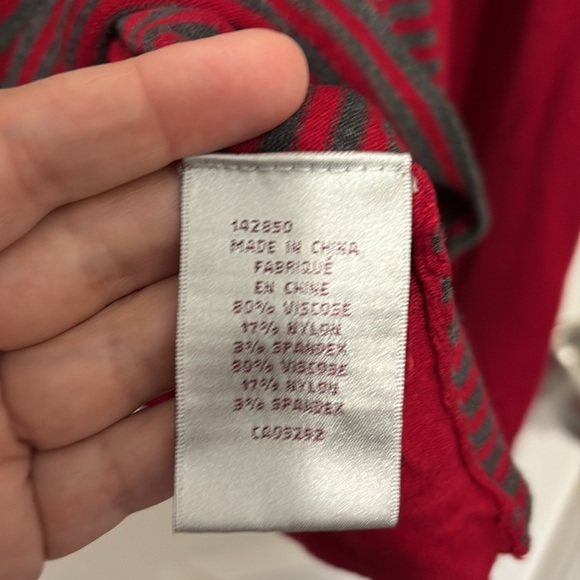 142850
MADE IN CHINA
FABRIQUÉ
EN CHINE
80% VISCOSE
17% NYLON
3% SPANDEX
80% VISCOSE
17% NYLON
3% SPANDEX
CA05292